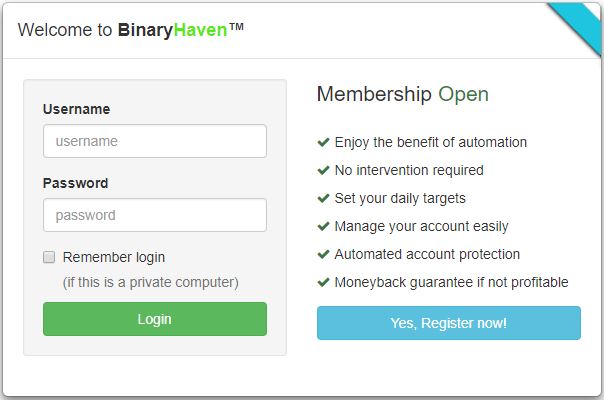 Welcome to BinaryHaven™
Username
username
Password
password
Remember login
(if this is a private computer)
Login
Membership Open
Enjoy the benefit of automation
No intervention required
Set your daily targets
Manage your account easily
Automated account protection
Moneyback guarantee if not profitable
Yes, Register now!